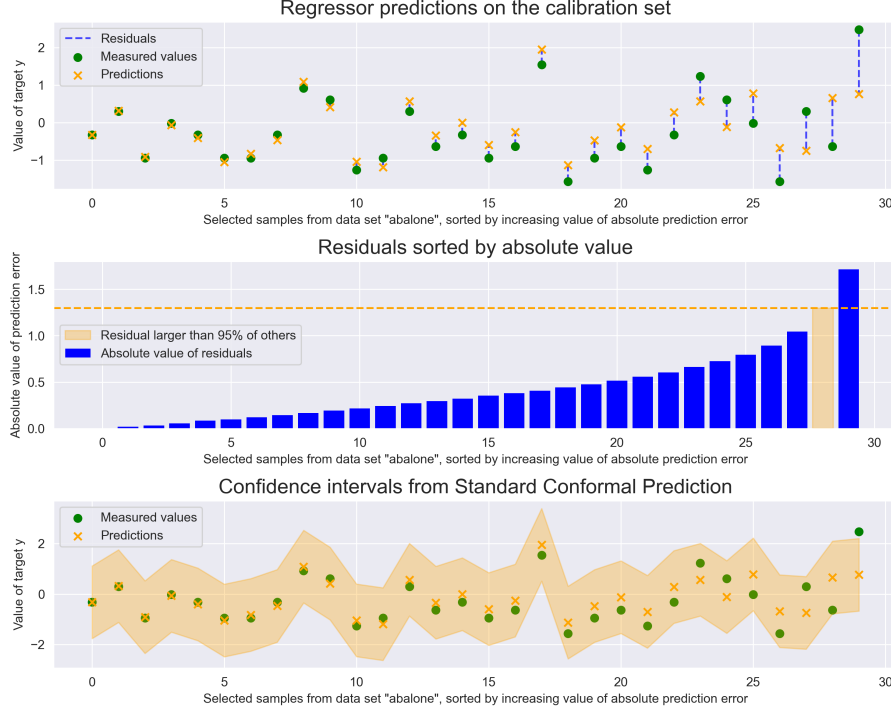 Regressor predictions on the calibration set
Value of target y
2
1
0
−1
Residuals
Measured values
Predictions
0 5 10 15 20 25 30
Selected samples from data set "abalone", sorted by increasing value of absolute prediction error
Residuals sorted by absolute value
Absolute value of prediction error
1.5
1.0
0.5
0.0
Residual larger than 95% of others
Absolute value of residuals
0 5 10 15 20 25 30
Selected samples from data set "abalone", sorted by increasing value of absolute prediction error
Confidence intervals from Standard Conformal Prediction
Value of target y
2
0
−2
Measured values
Predictions
0 5 10 15 20 25 30
Selected samples from data set "abalone", sorted by increasing value of absolute prediction error